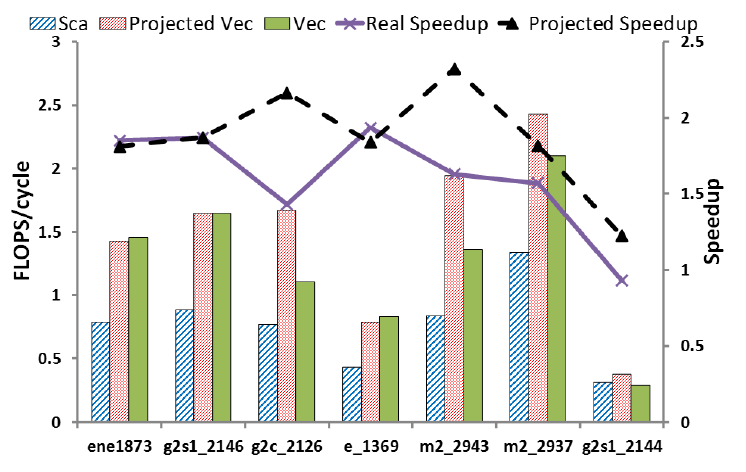 Sca Projected Vec Vec Real Speedup Projected Speedup
3 2.5
2.5 2
2 1.5
1.5 1
1 0.5
0.5 0
0
FLOPS/cycle
Speedup
ene1873 g2s1_2146 g2c_2126 e_1369 m2_2943 m2_2937 g2s1_2144